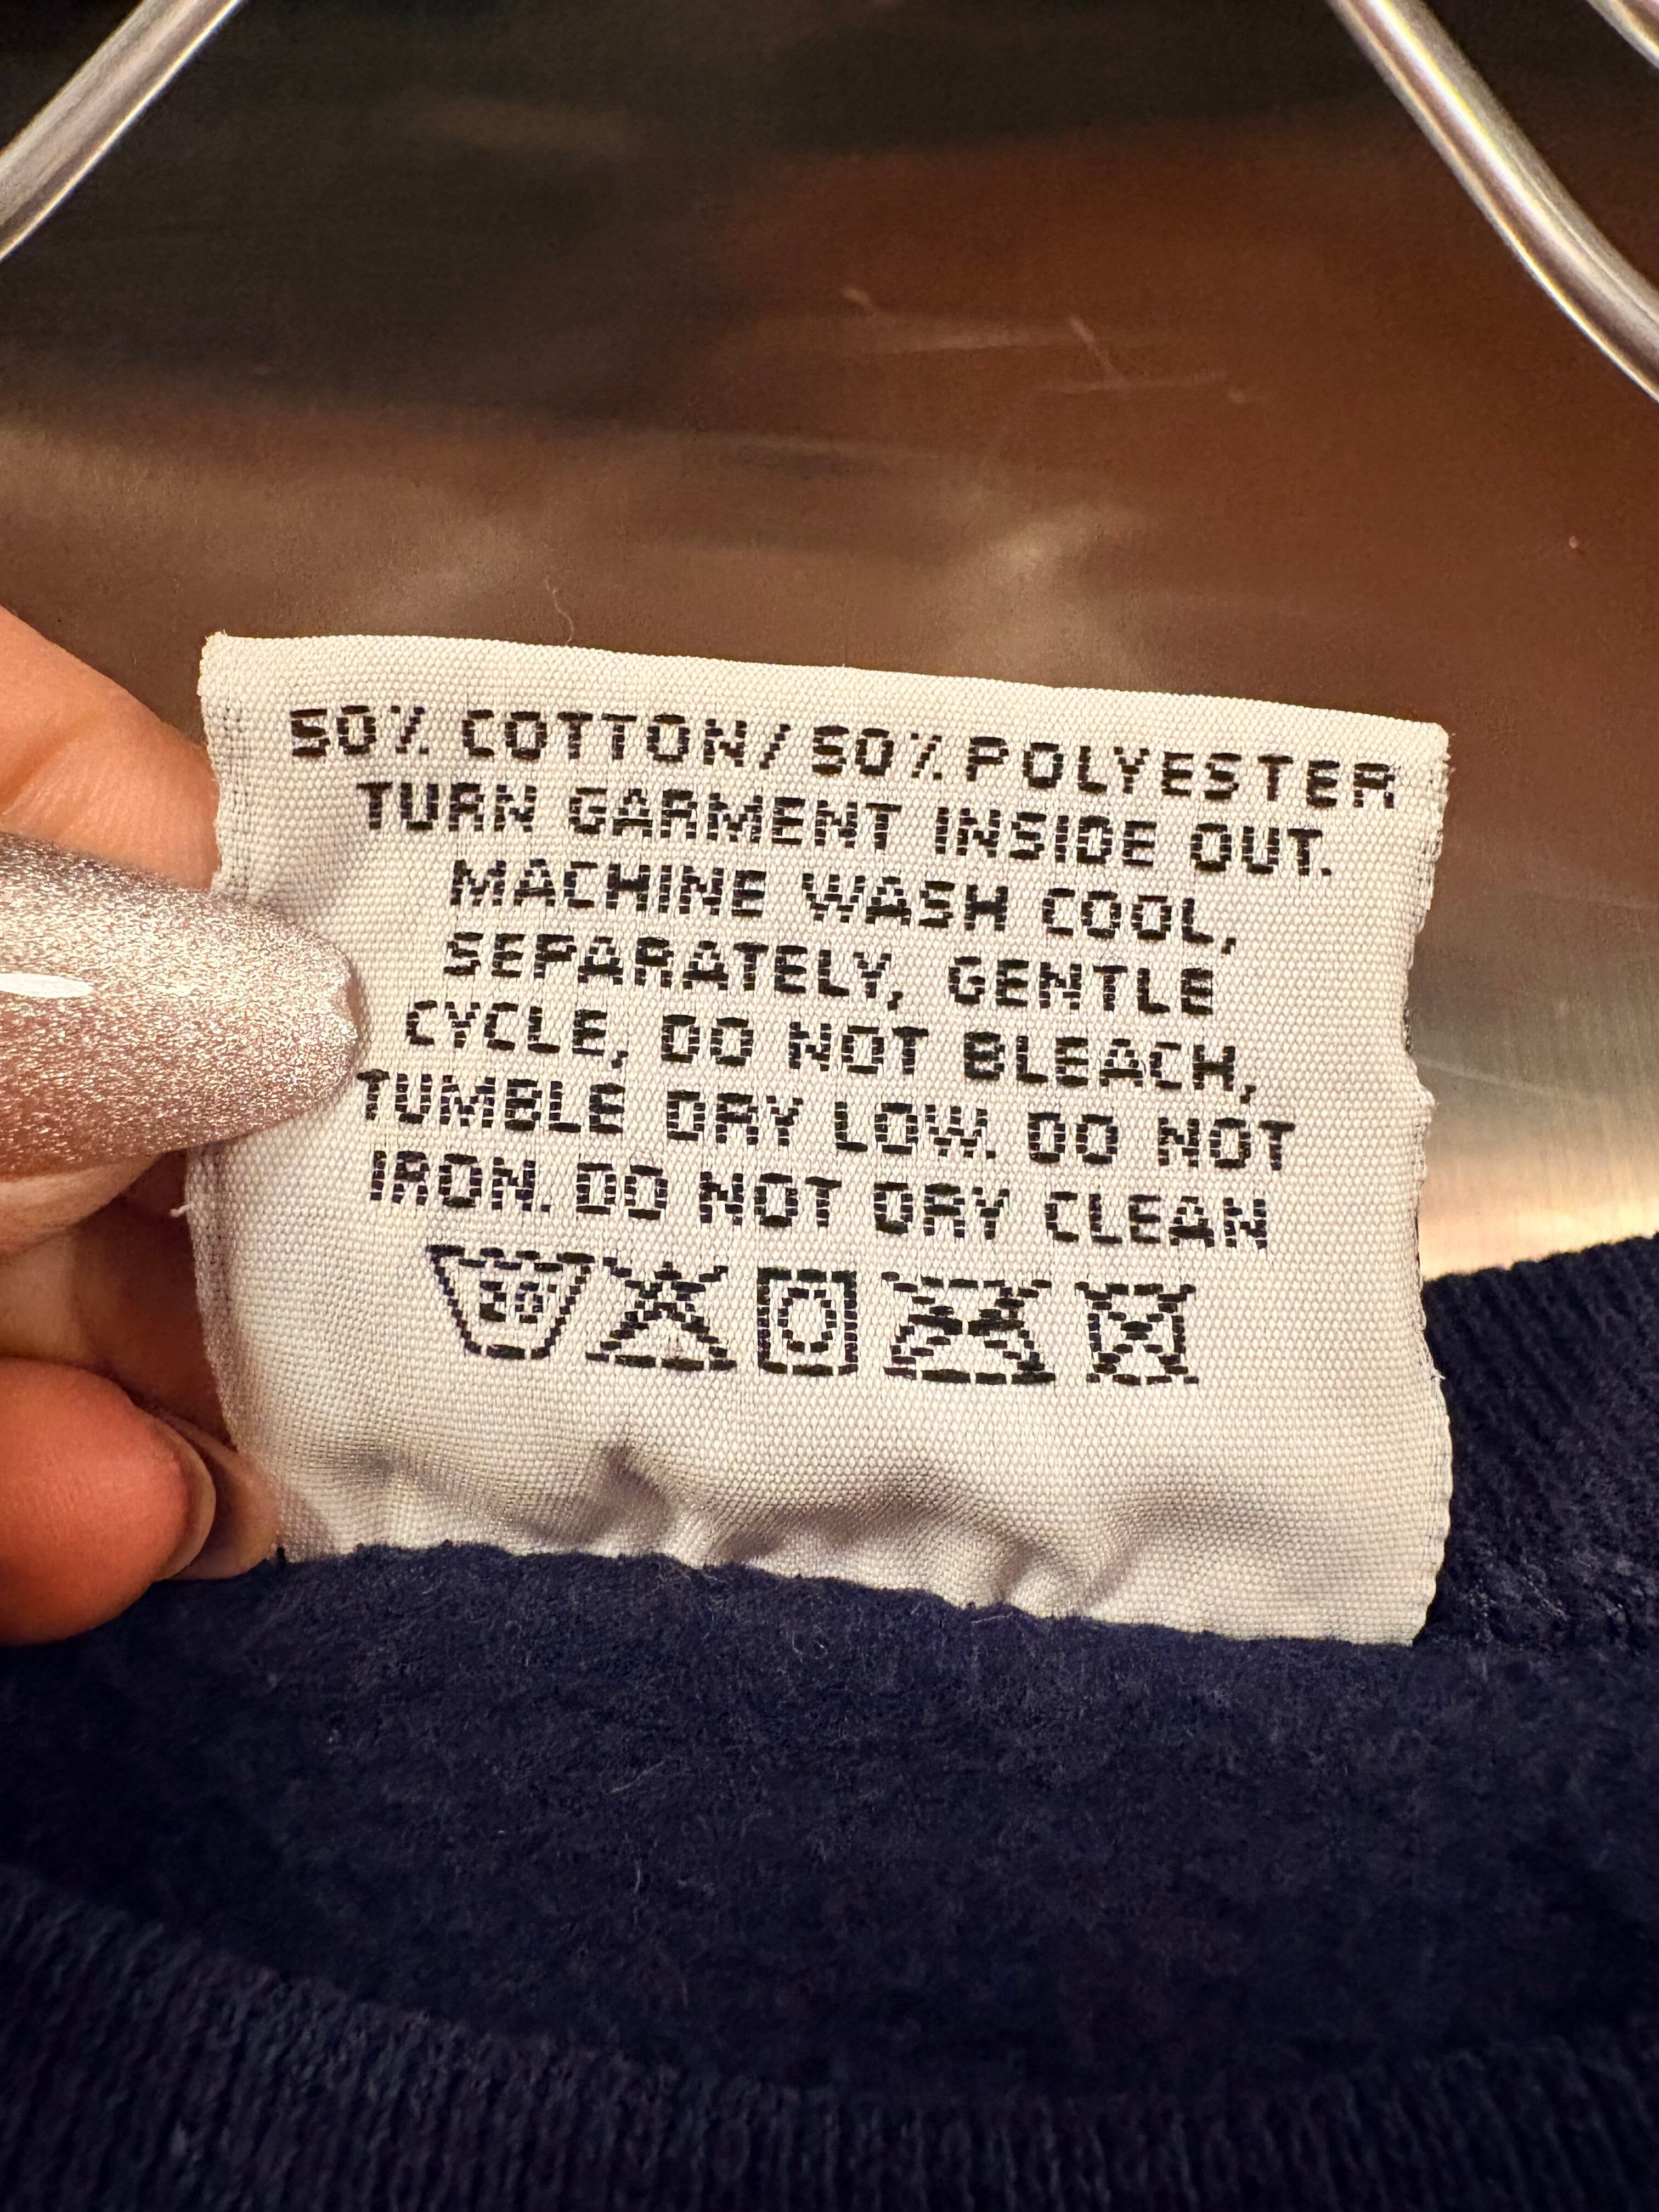 50% COTTON/50% POLYESTER
TURN GARMENT INSIDE OUT.
MACHINE WASH COOL,
SEPARATELY, GENTLE
CYCLE, DO NOT BLEACH,
TUMBLE DRY LOW. DO NOT
IRON. DO NOT DRY CLEAN